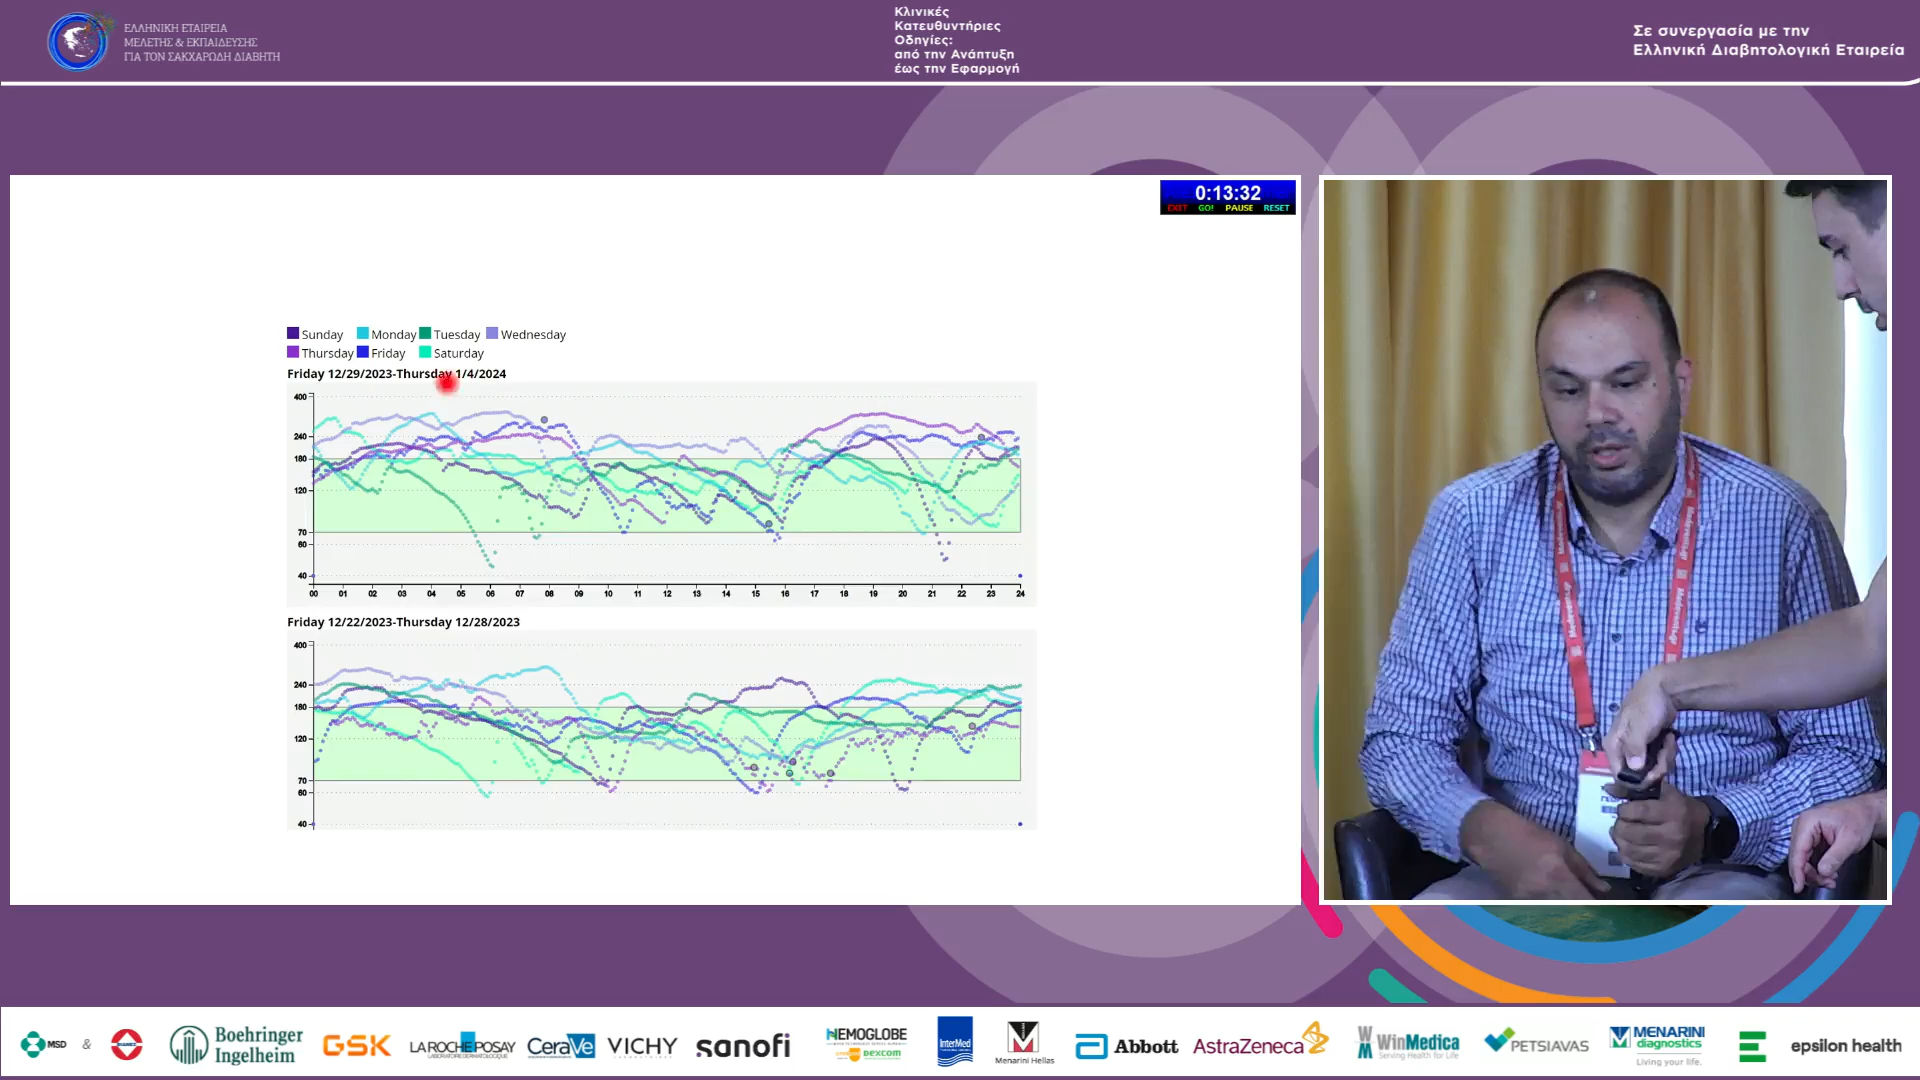 ΕΛΛΗΝΙΚΗ ΕΤΑΙΡΕΙΑ
ΜΕΛΕΤΗΣ & ΕΚΠΑΙΔΕΥΣΗΣ
ΓΙΑ ΤΟΝ ΣΑΚΧΑΡΩΔΗ ΔΙΑΒΗΤΗ
Κλινικές
Κατευθυντήριες
Οδηγίες:
από την Ανάπτυξη
έως την Εφαρμογή
Σε συνεργασία με την
Ελληνική Διαβητολογική Εταιρεία
0:13:32
EXIT GO! PAUSE RESET
Sunday Monday Tuesday Wednesday
Thursday Friday Saturday
Friday 12/29/2023-Thursday 1/4/2024
400
240
180
120
70
60
40
00 01 02 03 04 05 06 07 08 09 10 11 12 13 14 15 16 17 18 19 20 21 22 23 24
Friday 12/22/2023-Thursday 12/28/2023
400
240
180
120
70
60
40
MSD & VIANEX
Boehringer
Ingelheim
GSK
LA ROCHE-POSAY
LABORATOIRE DERMATOLOGIQUE
CeraVe
VICHY
sanofi
HEMOGLOBE
dexcom
InterMed
Menarini Hellas
Abbott
AstraZeneca
WinMedica
Serving Health for Life
PETSIAVAS
MENARINI
diagnostics
Living your life.
epsilon health